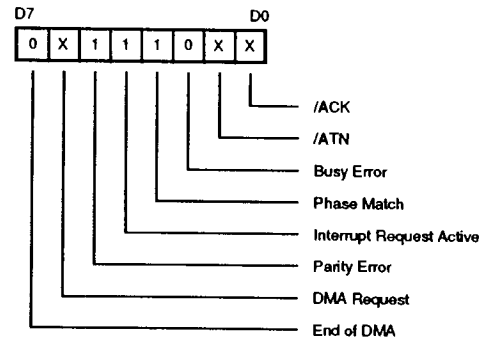 D7 D0
0 X 1 1 1 0 X X
/ACK
/ATN
Busy Error
Phase Match
Interrupt Request Active
Parity Error
DMA Request
End of DMA